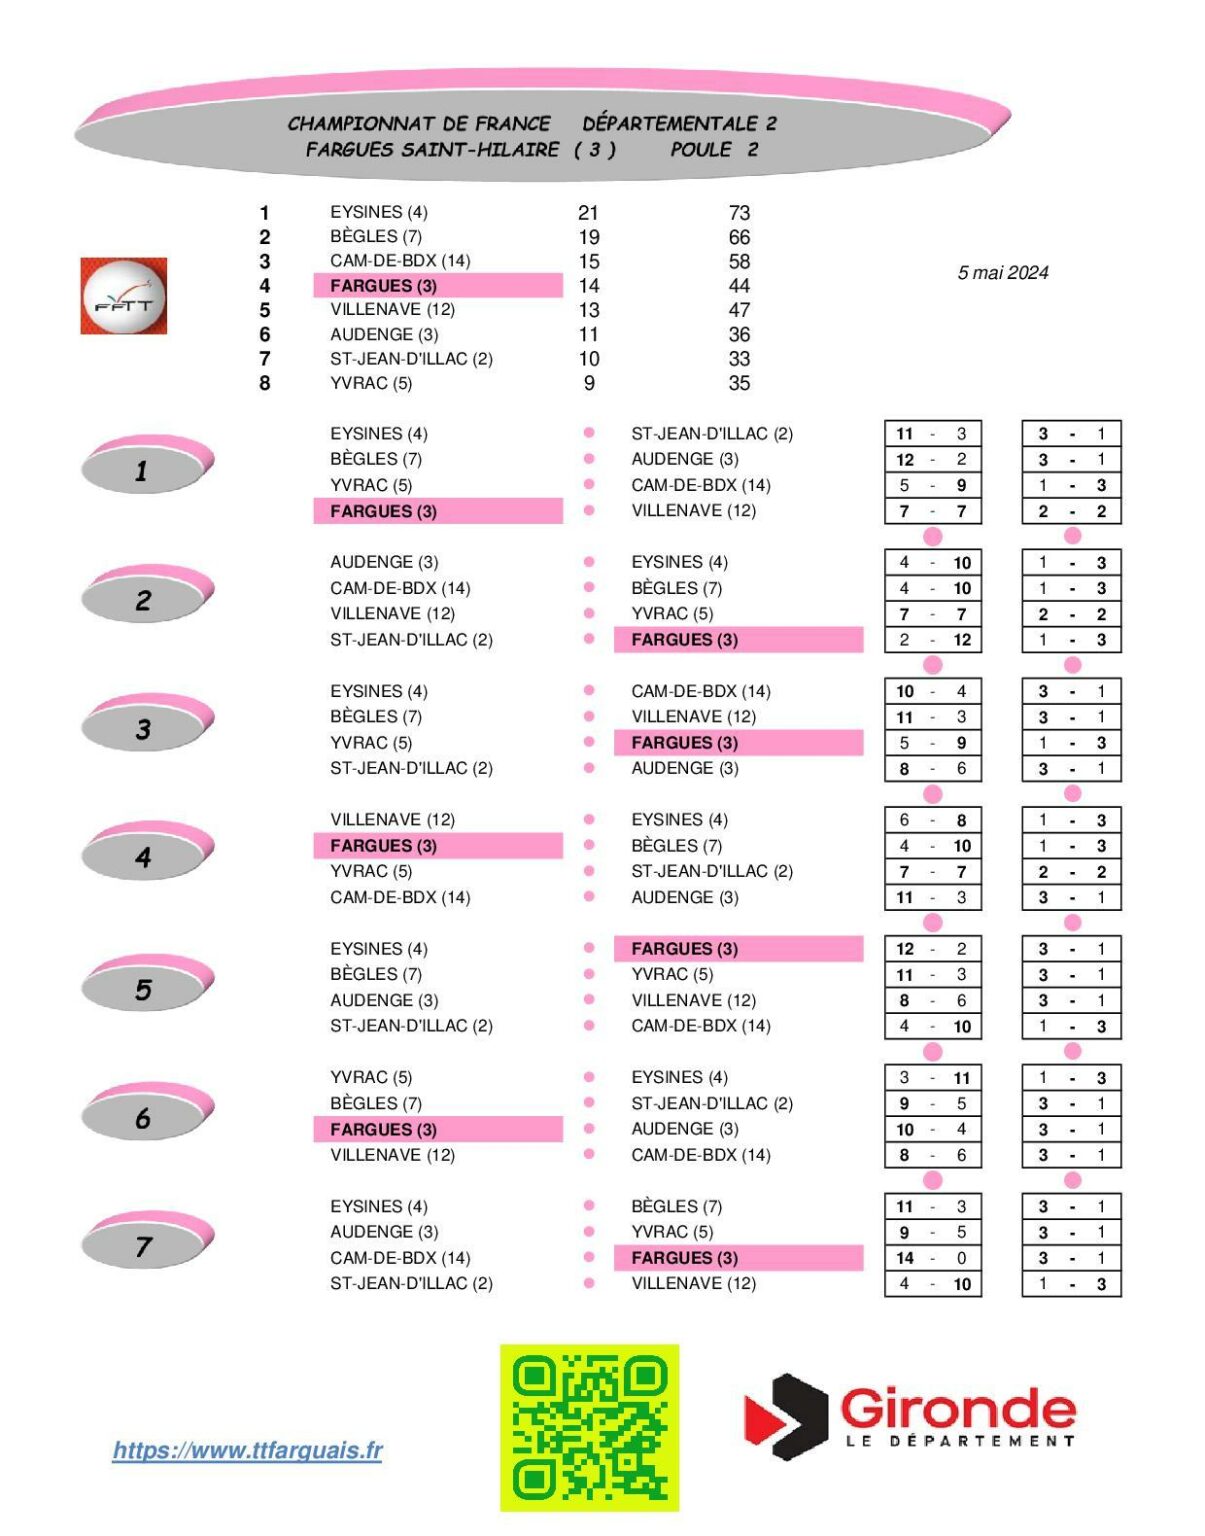 CHAMPIONNAT DE FRANCE DÉPARTEMENTALE 2
FARGUES SAINT-HILAIRE ( 3 ) POULE 2
1 EYSINES (4) 21 73
2 BÈGLES (7) 19 66
3 CAM-DE-BDX (14) 15 58
4 FARGUES (3) 14 44
5 VILLENAVE (12) 13 47
6 AUDENGE (3) 11 36
7 ST-JEAN-D'ILLAC (2) 10 33
8 YVRAC (5) 9 35
FFTT
5 mai 2024
1
EYSINES (4) ST-JEAN-D'ILLAC (2) 11 - 3 3 - 1
BÈGLES (7) AUDENGE (3) 12 - 2 3 - 1
YVRAC (5) CAM-DE-BDX (14) 5 - 9 1 - 3
FARGUES (3) VILLENAVE (12) 7 - 7 2 - 2
2
AUDENGE (3) EYSINES (4) 4 - 10 1 - 3
CAM-DE-BDX (14) BÈGLES (7) 4 - 10 1 - 3
VILLENAVE (12) YVRAC (5) 7 - 7 2 - 2
ST-JEAN-D'ILLAC (2) FARGUES (3) 2 - 12 1 - 3
3
EYSINES (4) CAM-DE-BDX (14) 10 - 4 3 - 1
BÈGLES (7) VILLENAVE (12) 11 - 3 3 - 1
YVRAC (5) FARGUES (3) 5 - 9 1 - 3
ST-JEAN-D'ILLAC (2) AUDENGE (3) 8 - 6 3 - 1
4
VILLENAVE (12) EYSINES (4) 6 - 8 1 - 3
FARGUES (3) BÈGLES (7) 4 - 10 1 - 3
YVRAC (5) ST-JEAN-D'ILLAC (2) 7 - 7 2 - 2
CAM-DE-BDX (14) AUDENGE (3) 11 - 3 3 - 1
5
EYSINES (4) FARGUES (3) 12 - 2 3 - 1
BÈGLES (7) YVRAC (5) 11 - 3 3 - 1
AUDENGE (3) VILLENAVE (12) 8 - 6 3 - 1
ST-JEAN-D'ILLAC (2) CAM-DE-BDX (14) 4 - 10 1 - 3
6
YVRAC (5) EYSINES (4) 3 - 11 1 - 3
BÈGLES (7) ST-JEAN-D'ILLAC (2) 9 - 5 3 - 1
FARGUES (3) AUDENGE (3) 10 - 4 3 - 1
VILLENAVE (12) CAM-DE-BDX (14) 8 - 6 3 - 1
7
EYSINES (4) BÈGLES (7) 11 - 3 3 - 1
AUDENGE (3) YVRAC (5) 9 - 5 3 - 1
CAM-DE-BDX (14) FARGUES (3) 14 - 0 3 - 1
ST-JEAN-D'ILLAC (2) VILLENAVE (12) 4 - 10 1 - 3
https://www.ttfarguais.fr
Gironde
LE DÉPARTEMENT